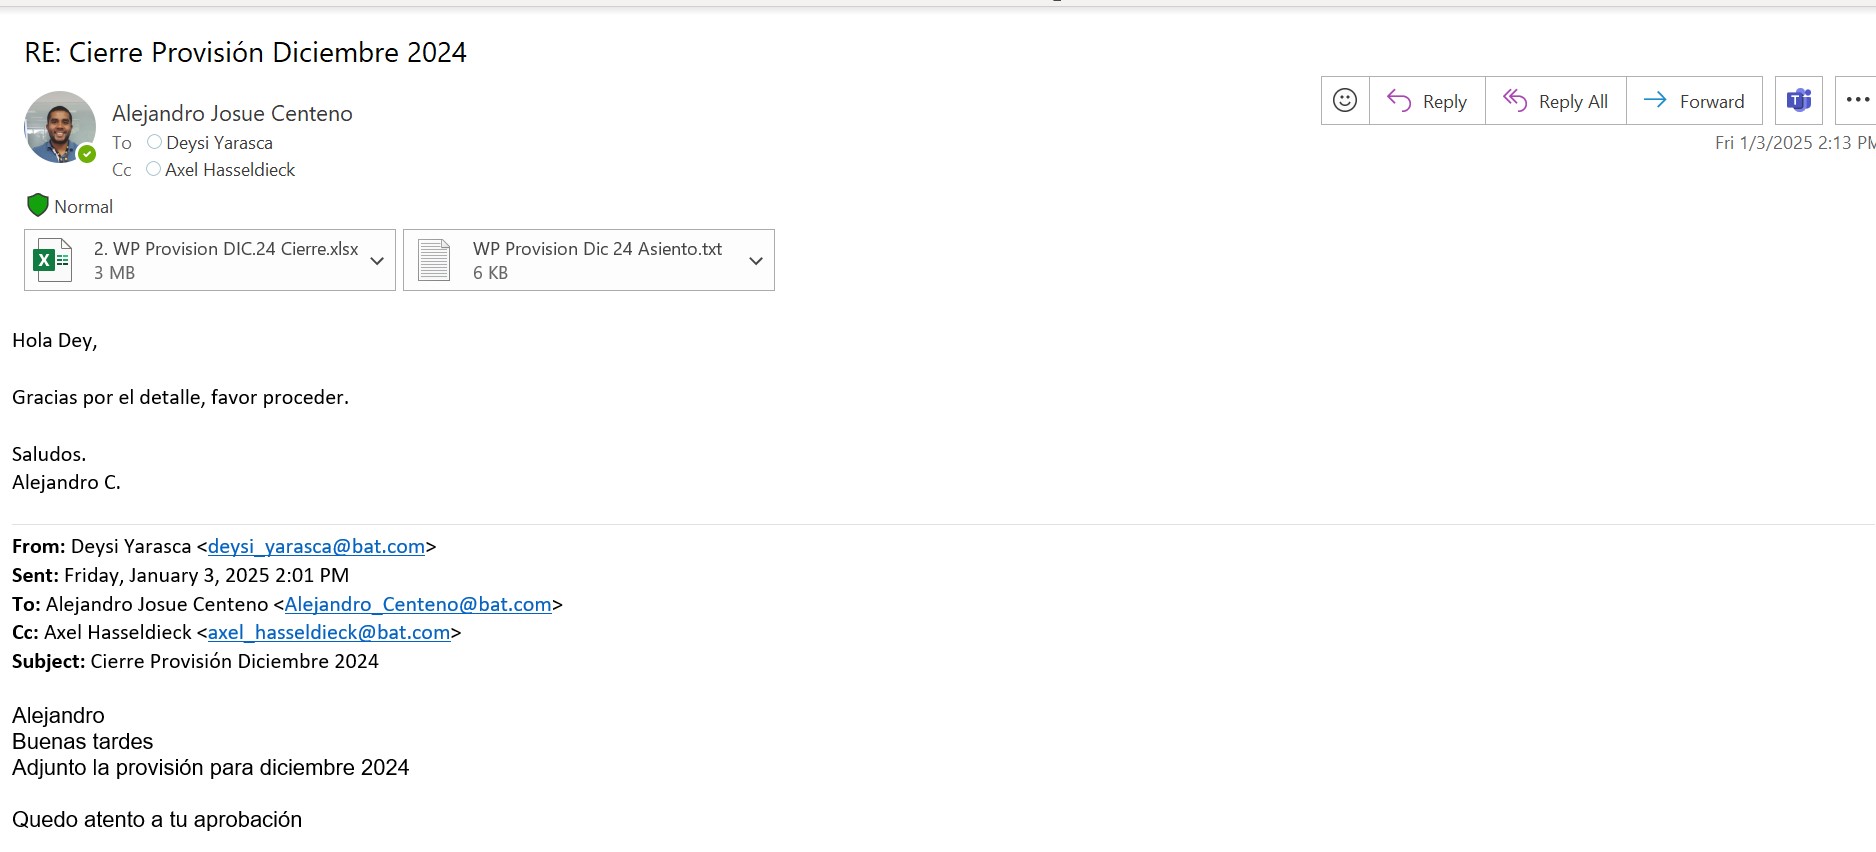 RE: Cierre Provisión Diciembre 2024
Alejandro Josue Centeno
Reply
Reply All
Forward
To Deysi Yarasca
Fri 1/3/2025 2:13 PM
Cc Axel Hasseldieck
Normal
2. WP Provision DIC.24 Cierre.xlsx
3 MB
WP Provision Dic 24 Asiento.txt
6 KB
Hola Dey,
Gracias por el detalle, favor proceder.
Saludos.
Alejandro C.
From: Deysi Yarasca <deysi_yarasca@bat.com>
Sent: Friday, January 3, 2025 2:01 PM
To: Alejandro Josue Centeno <Alejandro_Centeno@bat.com>
Cc: Axel Hasseldieck <axel_hasseldieck@bat.com>
Subject: Cierre Provisión Diciembre 2024
Alejandro
Buenas tardes
Adjunto la provisión para diciembre 2024
Quedo atento a tu aprobación